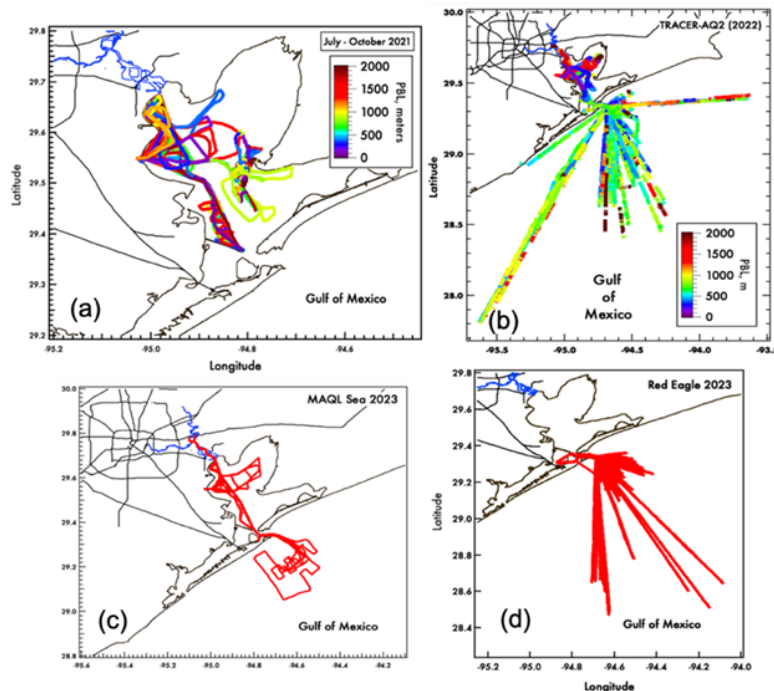 29.8
29.7
29.6
29.5
29.4
29.3
29.2
Latitude
July - October 2021
2000
1500
1000
500
0
PBL, meters
(a)
Gulf of Mexico
-95.2
-95.0
-94.8
-94.6
Longitude
30.0
29.5
29.0
28.5
28.0
Latitude
TRACER-AQ2 (2022)
2000
1500
1000
500
0
PBL, m
(b)
Gulf
of
Mexico
-95.5
-95.0
-94.5
-94.0
-93.5
30.0
29.8
29.6
29.4
29.2
29.0
28.8
Latitude
MAQL Sea 2023
(c)
Gulf of Mexico
-95.6
-95.4
-95.2
-95.0
-94.8
-94.6
-94.4
-94.2
29.8
29.6
29.4
29.2
29.0
28.8
28.6
28.4
Latitude
Red Eagle 2023
(d)
Gulf of Mexico
-95.2
-95.0
-94.8
-94.6
-94.4
-94.2
-94.0
Longitude